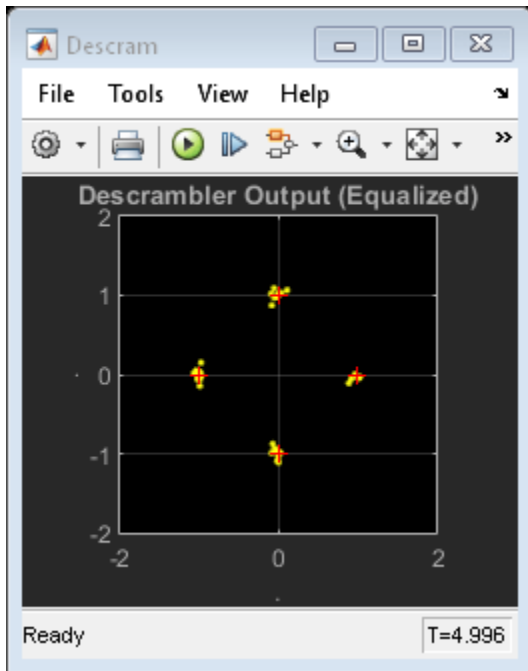 Descram
File Tools View Help
Descrambler Output (Equalized)
2
1
0
-1
-2
-2 0 2
Ready T=4.996